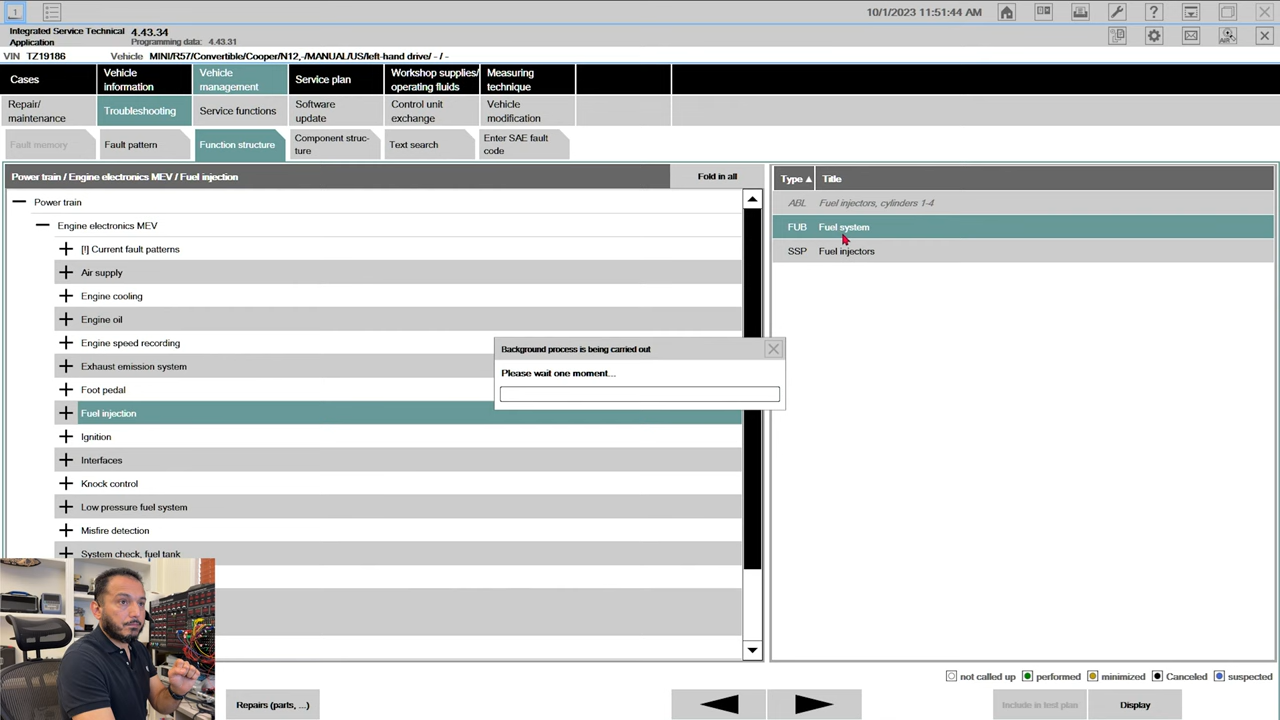 1
10/1/2023 11:51:44 AM
Integrated Service Technical
Application
4.43.34
Programming data: 4.43.31
VIN TZ19186 Vehicle MINI/R57/Convertible/Cooper/N12,-/MANUAL/US/left-hand drive/ - / -
Cases
Vehicle
information
Vehicle
management
Service plan
Workshop supplies/
operating fluids
Measuring
technique
Repair/
maintenance
Troubleshooting
Service functions
Software
update
Control unit
exchange
Vehicle
modification
Fault memory
Fault pattern
Function structure
Component struc-
ture
Text search
Enter SAE fault
code
Power train / Engine electronics MEV / Fuel injection
Fold in all
Type
Title
Power train
Engine electronics MEV
[!] Current fault patterns
Air supply
Engine cooling
Engine oil
Engine speed recording
Exhaust emission system
Foot pedal
Fuel injection
Ignition
Interfaces
Knock control
Low pressure fuel system
Misfire detection
System check, fuel tank
ABL Fuel injectors, cylinders 1-4
FUB Fuel system
SSP Fuel injectors
Background process is being carried out
Please wait one moment...
not called up
performed
minimized
Canceled
suspected
Repairs (parts, ...)
Include in test plan
Display